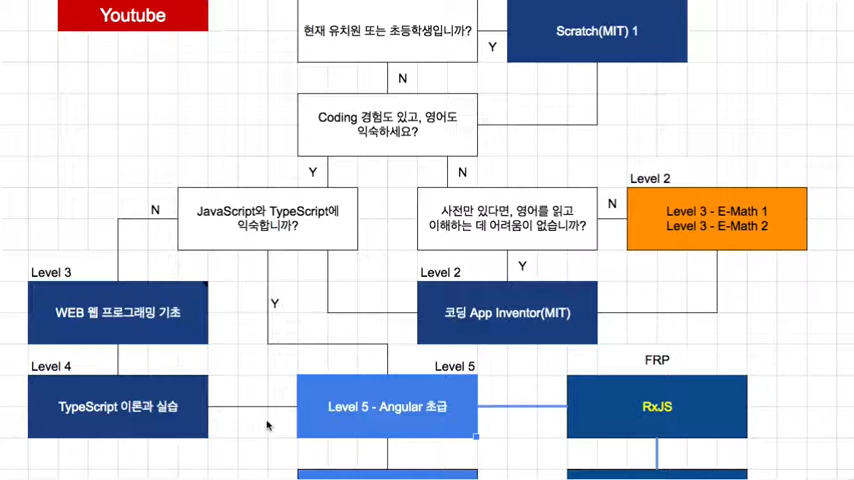 Youtube
현재 유치원 또는 초등학생입니까?
Y
Scratch(MIT) 1
N
Coding 경험도 있고, 영어도
익숙하세요?
Y
N
Level 2
N
JavaScript와 TypeScript에
익숙합니까?
사전만 있다면, 영어를 읽고
이해하는 데 어려움이 없습니까?
N
Level 3 - E-Math 1
Level 3 - E-Math 2
Level 3
Y
Level 2
Y
WEB 웹 프로그래밍 기초
코딩 App Inventor(MIT)
Level 4
Level 5
FRP
TypeScript 이론과 실습
Level 5 - Angular 초급
RxJS